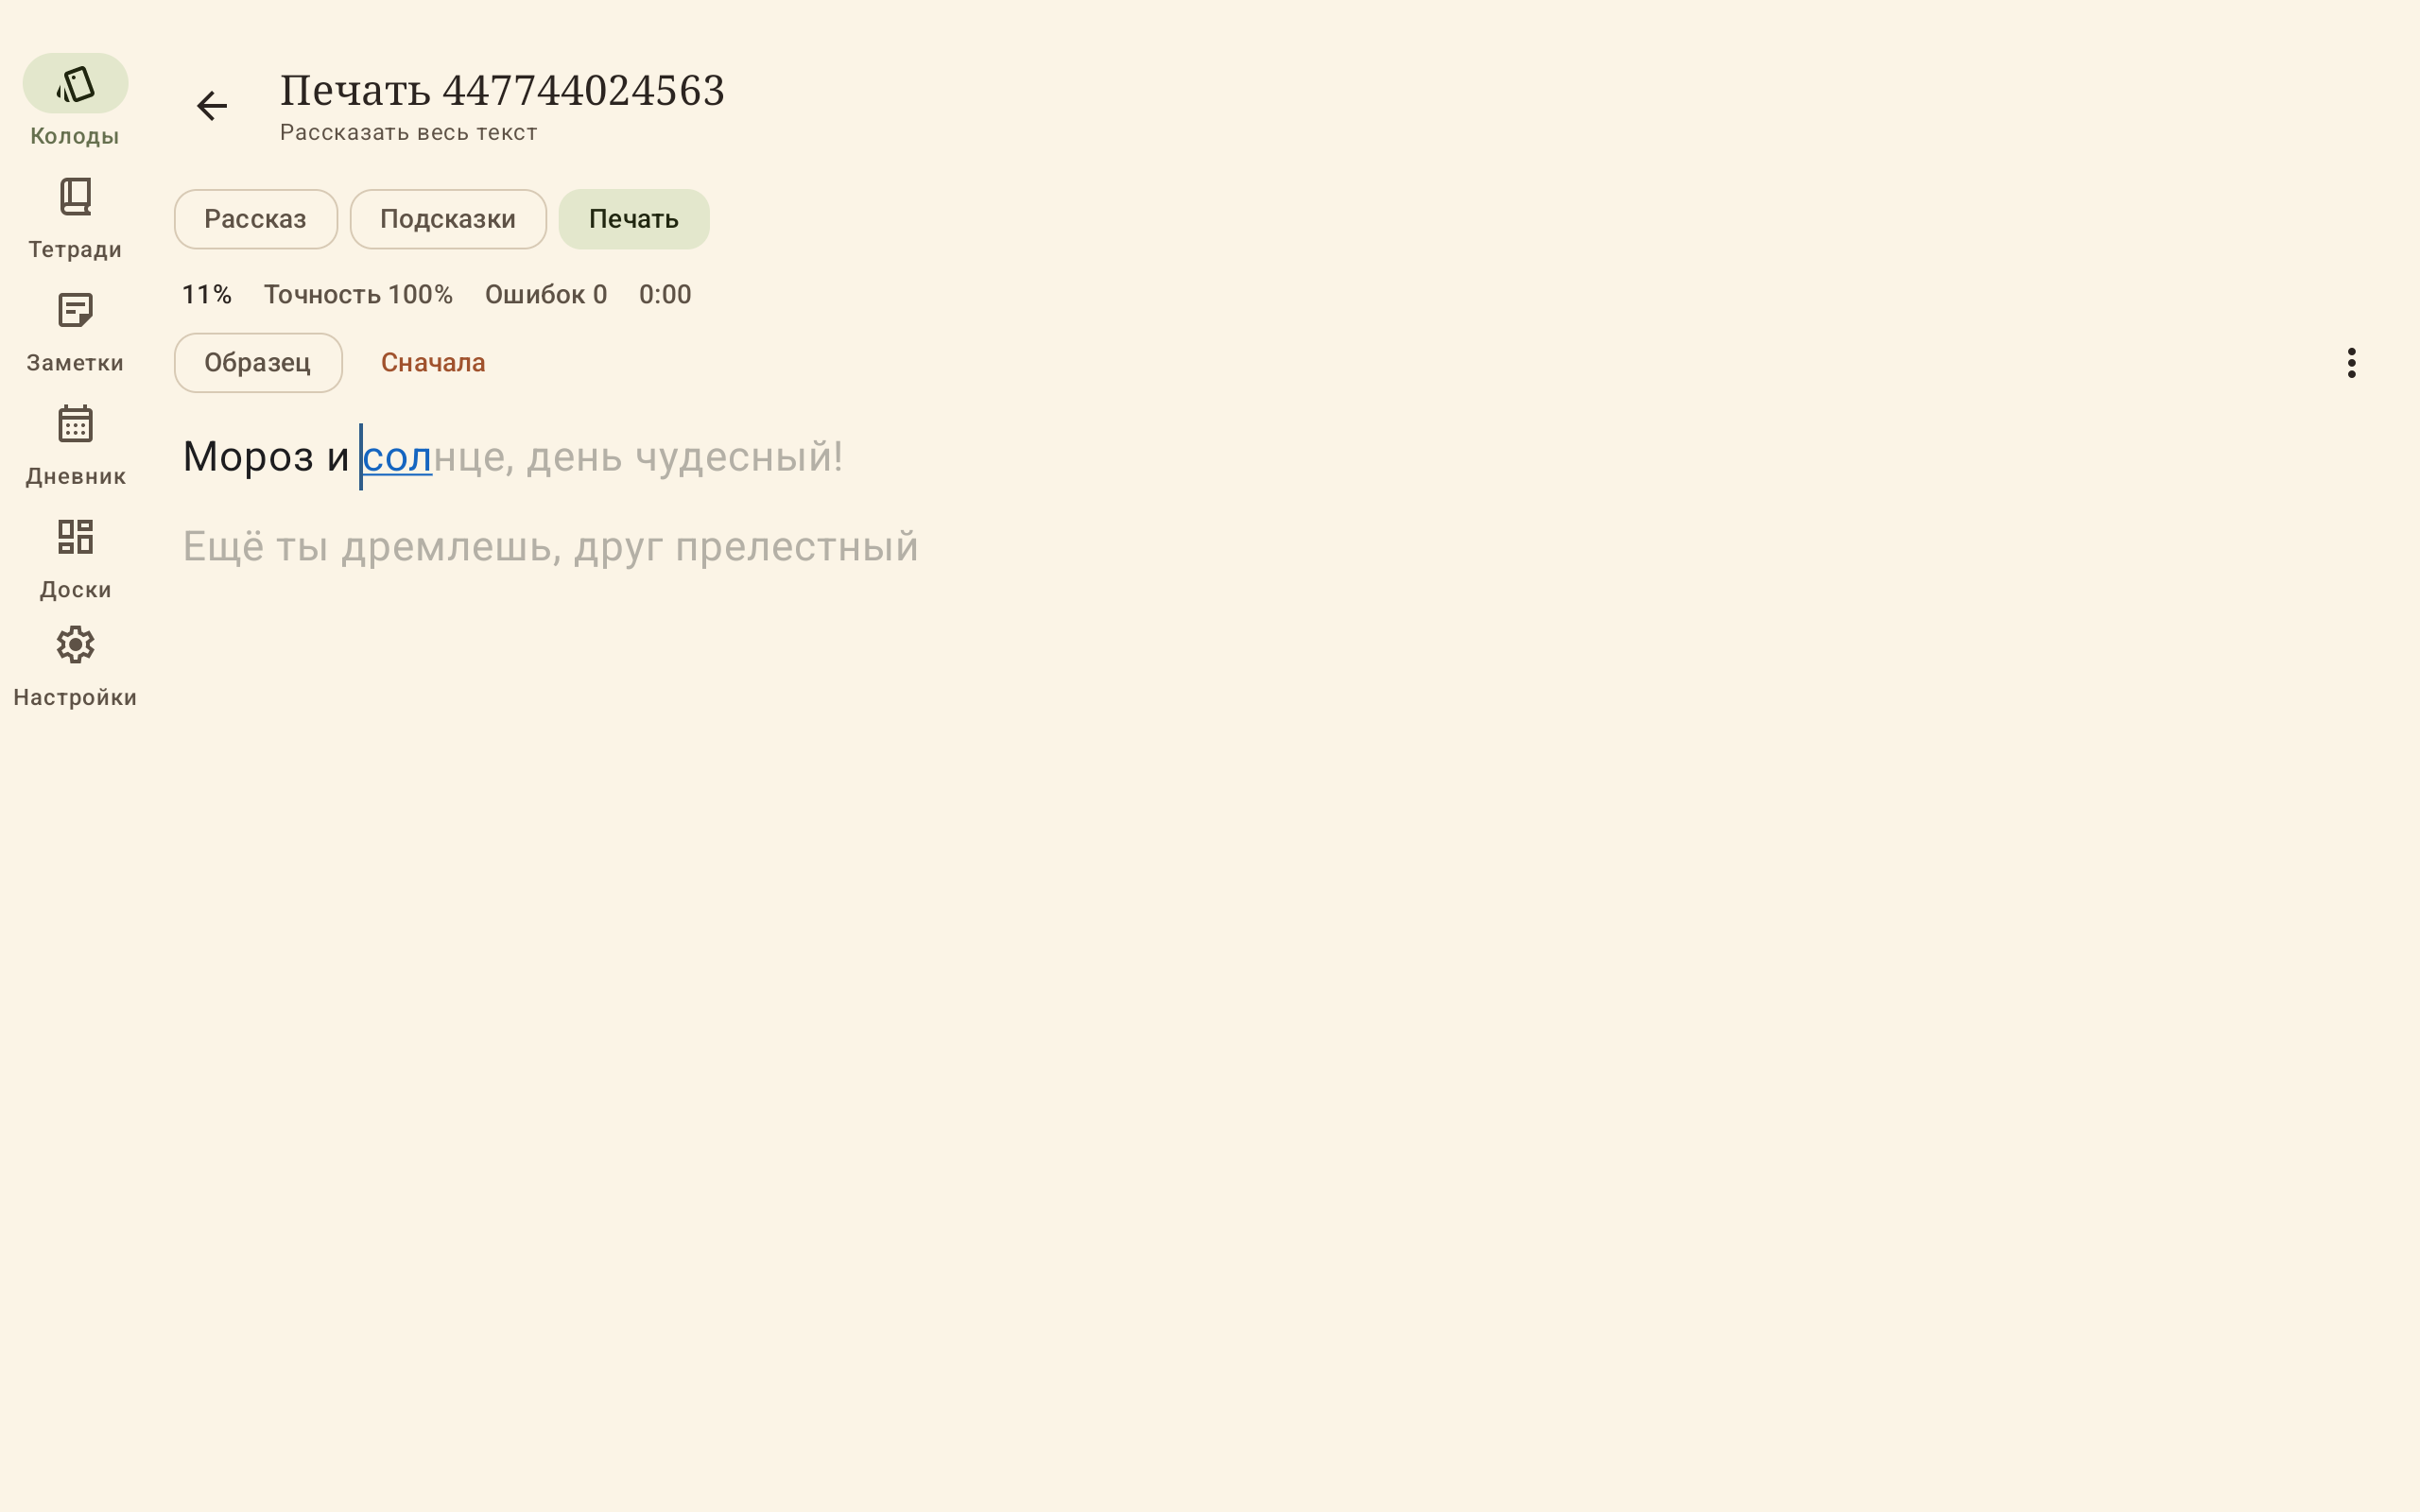 Колоды
Тетради
Заметки
Дневник
Доски
Настройки
Печать 447744024563
Рассказать весь текст
Рассказ Подсказки Печать
11% Точность 100% Ошибок 0 0:00
Образец Сначала
Мороз и солнце, день чудесный!
Ещё ты дремлешь, друг прелестный